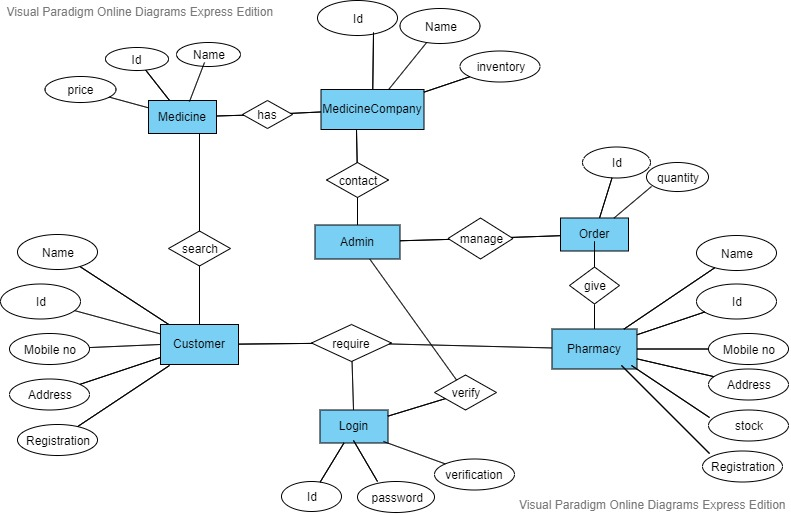 Visual Paradigm Online Diagrams Express Edition
Id
Name
inventory
Id
Name
price
Medicine
has
MedicineCompany
contact
Id
quantity
search
Admin
manage
Order
give
Name
Id
Mobile no
Address
Registration
Customer
require
Pharmacy
Name
Id
Mobile no
Address
stock
Registration
verify
Login
Id
password
verification
Visual Paradigm Online Diagrams Express Edition